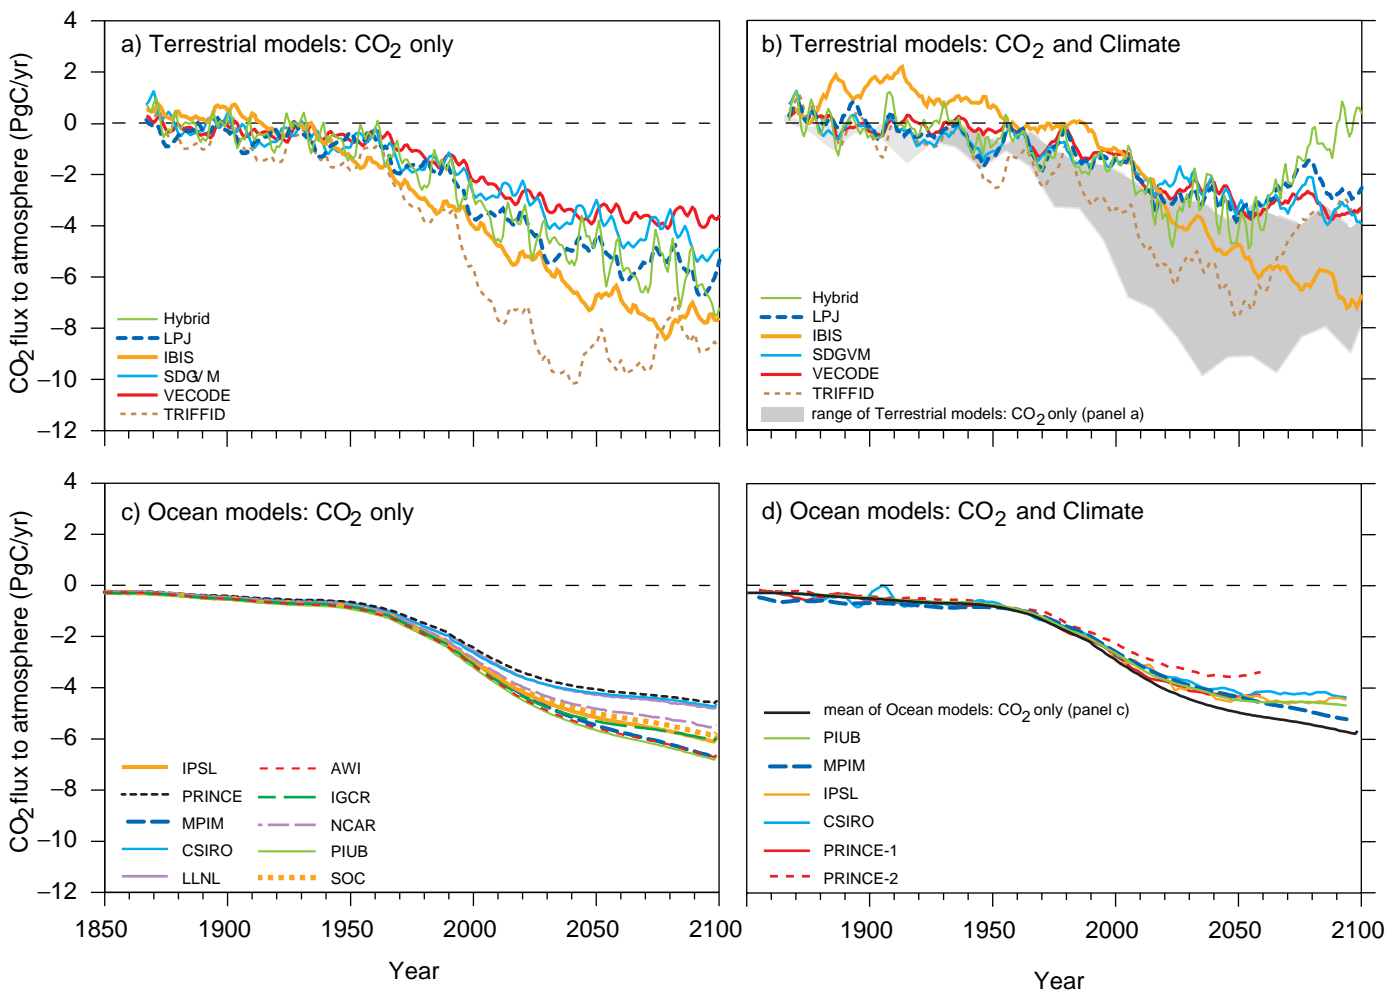 a) Terrestrial models: CO2 only
CO2 flux to atmosphere (PgC/yr)
4
2
0
–2
–4
–6
–8
–10
–12
Hybrid
LPJ
IBIS
SDGVM
VECODE
TRIFFID
b) Terrestrial models: CO2 and Climate
Hybrid
LPJ
IBIS
SDGVM
VECODE
TRIFFID
range of Terrestrial models: CO2 only (panel a)
c) Ocean models: CO2 only
CO2 flux to atmosphere (PgC/yr)
4
2
0
–2
–4
–6
–8
–10
–12
IPSL
PRINCE
MPIM
CSIRO
LLNL
AWI
IGCR
NCAR
PIUB
SOC
1850 1900 1950 2000 2050 2100
Year
d) Ocean models: CO2 and Climate
mean of Ocean models: CO2 only (panel c)
PIUB
MPIM
IPSL
CSIRO
PRINCE-1
PRINCE-2
1900 1950 2000 2050 2100
Year